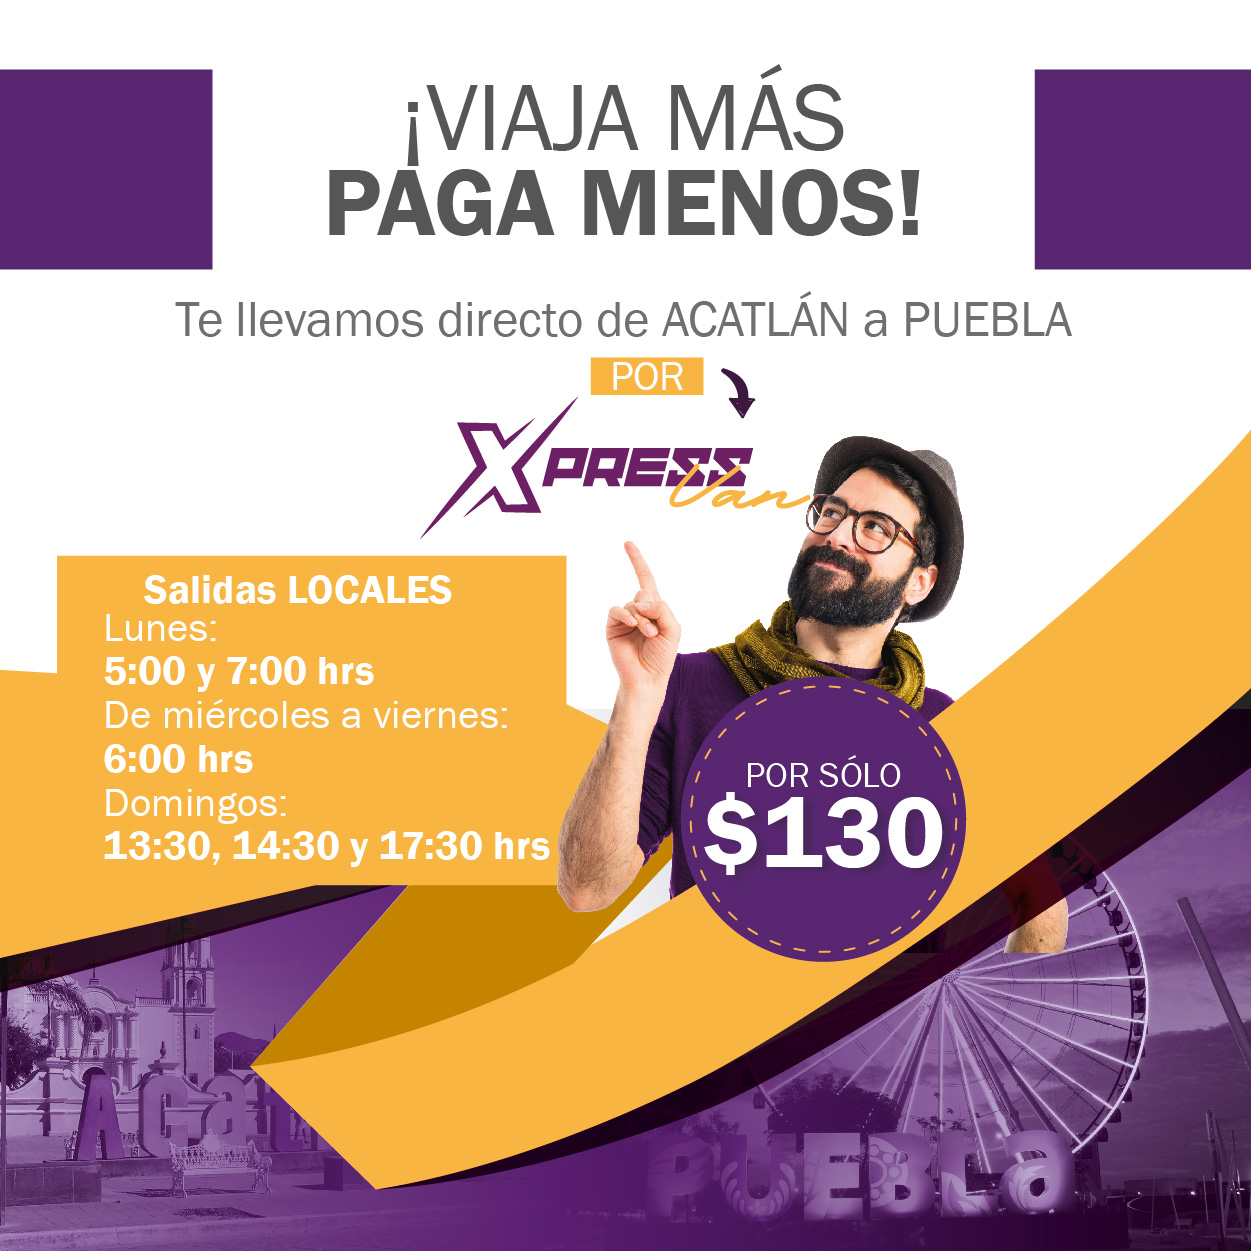 ¡VIAJA MÁS
PAGA MENOS!
Te llevamos directo de ACATLÁN a PUEBLA
POR
XPRESS
Van
Salidas LOCALES
Lunes:
5:00 y 7:00 hrs
De miércoles a viernes:
6:00 hrs
Domingos:
13:30, 14:30 y 17:30 hrs
POR SÓLO
$130
Acat
PUEBLa